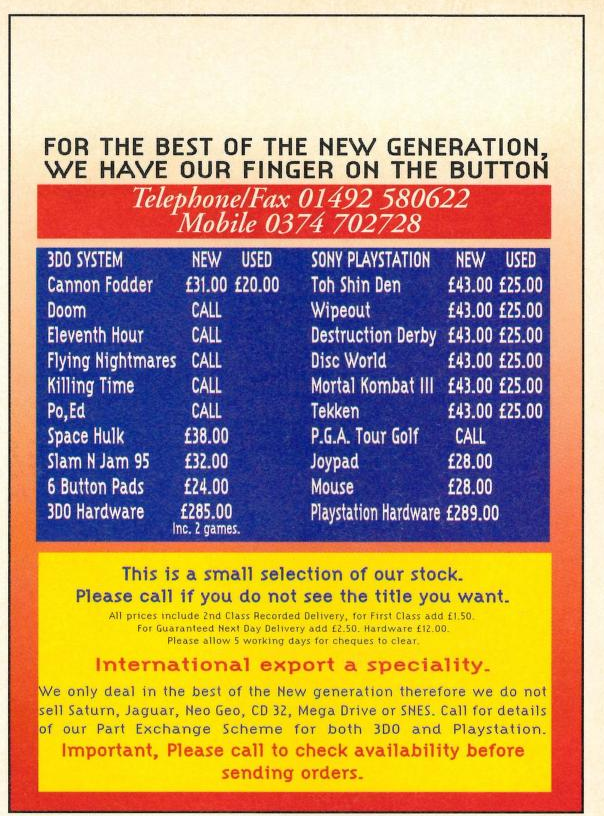 FOR THE BEST OF THE NEW GENERATION,
WE HAVE OUR FINGER ON THE BUTTON
Telephone/Fax 01492 580622
Mobile 0374 702728
3DO SYSTEM NEW USED
Cannon Fodder £31.00 £20.00
Doom CALL
Eleventh Hour CALL
Flying Nightmares CALL
Killing Time CALL
Po,Ed CALL
Space Hulk £38.00
Slam N Jam 95 £32.00
6 Button Pads £24.00
3DO Hardware £285.00
Inc. 2 games.
SONY PLAYSTATION NEW USED
Toh Shin Den £43.00 £25.00
Wipeout £43.00 £25.00
Destruction Derby £43.00 £25.00
Disc World £43.00 £25.00
Mortal Kombat III £43.00 £25.00
Tekken £43.00 £25.00
P.G.A. Tour Golf CALL
Joypad £28.00
Mouse £28.00
Playstation Hardware £289.00
This is a small selection of our stock.
Please call if you do not see the title you want.
All prices include 2nd Class Recorded Delivery, for First Class add £1.50.
For Guaranteed Next Day Delivery add £2.50. Hardware £12.00.
Please allow 5 working days for cheques to clear.
International export a speciality.
We only deal in the best of the New generation therefore we do not
sell Saturn, Jaguar, Neo Geo, CD 32, Mega Drive or SNES. Call for details
of our Part Exchange Scheme for both 3DO and Playstation.
Important, Please call to check availability before
sending orders.